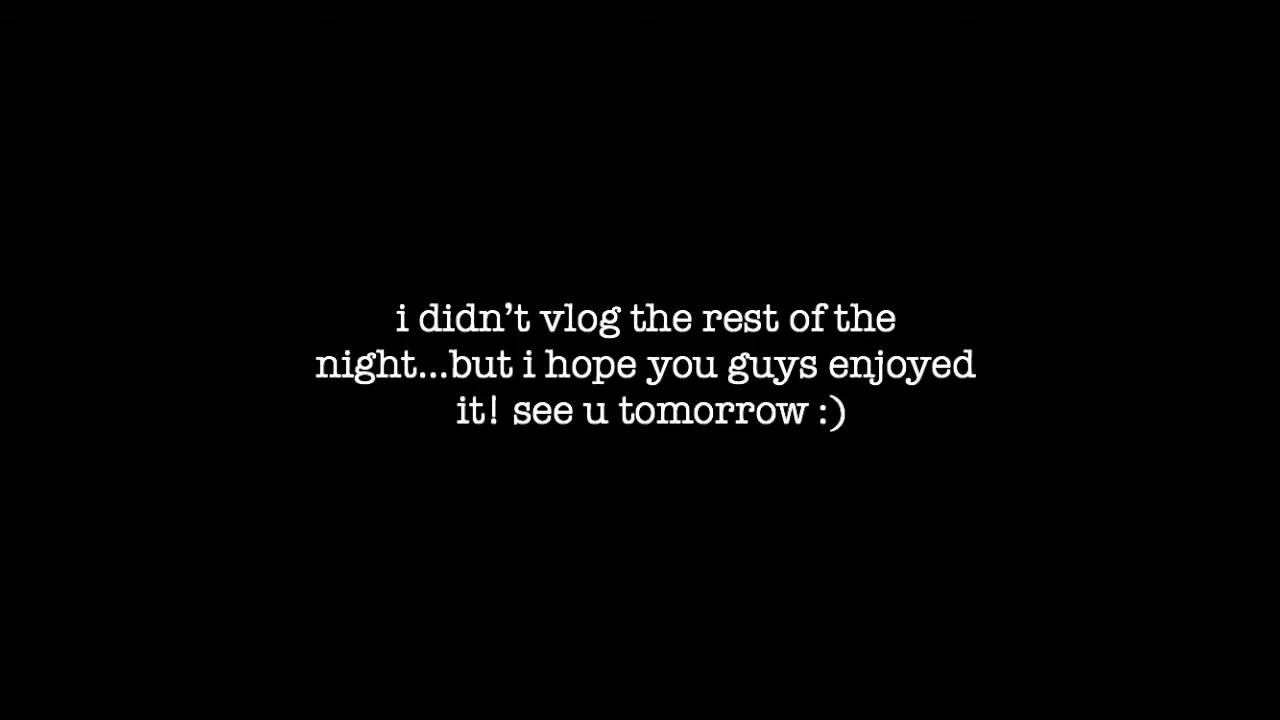 i didn’t vlog the rest of the
night...but i hope you guys enjoyed
it! see u tomorrow :)